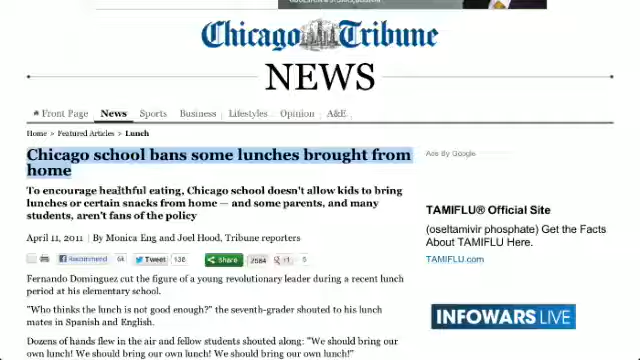 Chicago Tribune
NEWS
Front Page News Sports Business Lifestyles Opinion A&E
Home > Featured Articles > Lunch
Chicago school bans some lunches brought from
home
Ads By Google
To encourage healthful eating, Chicago school doesn't allow kids to bring
lunches or certain snacks from home — and some parents, and many
students, aren't fans of the policy
TAMIFLU® Official Site
(oseltamivir phosphate) Get the Facts
About TAMIFLU Here.
TAMIFLU.com
April 11, 2011 | By Monica Eng and Joel Hood, Tribune reporters
Recommend 6k Tweet 138 Share 2584 +1 5
Fernando Dominguez cut the figure of a young revolutionary leader during a recent lunch
period at his elementary school.
"Who thinks the lunch is not good enough?" the seventh-grader shouted to his lunch
mates in Spanish and English.
INFOWARS LIVE
Dozens of hands flew in the air and fellow students shouted along: "We should bring our
own lunch! We should bring our own lunch! We should bring our own lunch!"